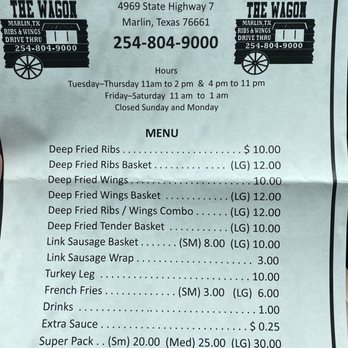 THE WAGON
MARLIN, TX
RIBS & WINGS
DRIVE THRU
254-804-9000
4969 State Highway 7
Marlin, Texas 76661
254-804-9000
THE WAGON
MARLIN, TX
RIBS & WINGS
DRIVE THRU
254-804-9000
Hours
Tuesday–Thursday 11am to 2 pm & 4 pm to 11 pm
Friday–Saturday 11 am to 1 am
Closed Sunday and Monday
MENU
Deep Fried Ribs . . . . . . . . . . . . . . . . . . . . $ 10.00
Deep Fried Ribs Basket . . . . . . . . . . . . (LG) 12.00
Deep Fried Wings . . . . . . . . . . . . . . . . . . . . 10.00
Deep Fried Wings Basket . . . . . . . . . . . (LG) 12.00
Deep Fried Ribs / Wings Combo . . . . . . (LG) 12.00
Deep Fried Tender Basket . . . . . . . . . . (LG) 10.00
Link Sausage Basket . . . . . . (SM) 8.00 (LG) 10.00
Link Sausage Wrap . . . . . . . . . . . . . . . . . . . . 3.00
Turkey Leg . . . . . . . . . . . . . . . . . . . . . . . . . 10.00
French Fries . . . . . . . . . . . . (SM) 3.00 (LG) 6.00
Drinks . . . . . . . . . . . . . . . . . . . . . . . . . . . . . 1.00
Extra Sauce . . . . . . . . . . . . . . . . . . . . . . . $ 0.25
Super Pack . . (Sm) 20.00 (Med) 25.00 (LG) 30.00